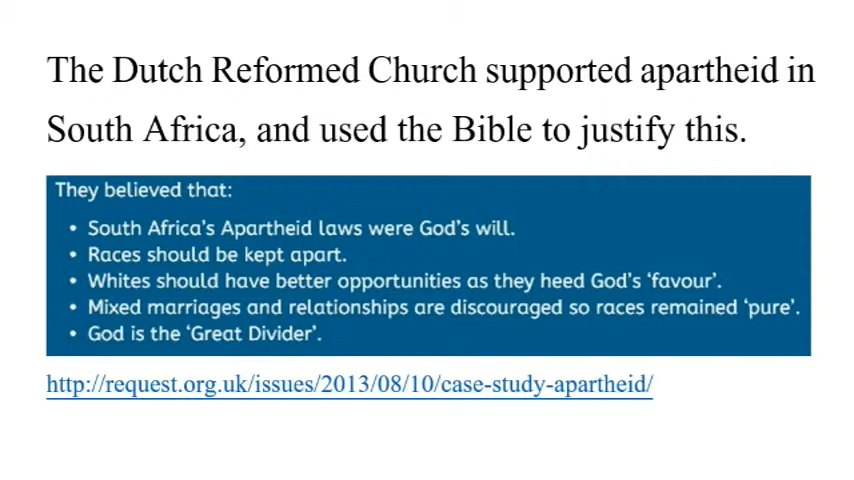 The Dutch Reformed Church supported apartheid in
South Africa, and used the Bible to justify this.
They believed that:
• South Africa's Apartheid laws were God's will.
• Races should be kept apart.
• Whites should have better opportunities as they heed God's 'favour'.
• Mixed marriages and relationships are discouraged so races remained 'pure'.
• God is the 'Great Divider'.
http://request.org.uk/issues/2013/08/10/case-study-apartheid/